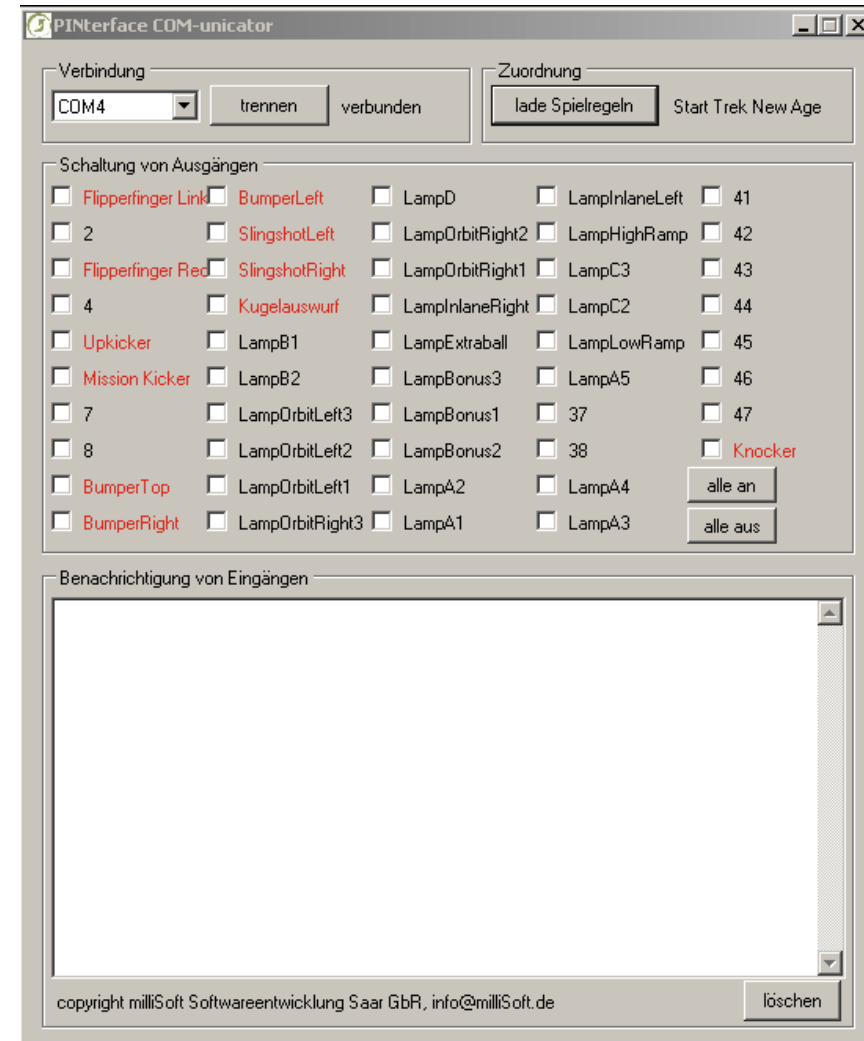 PINterface COM-unicator
Verbindung Zuordnung
COM4 trennen verbunden lade Spielregeln Start Trek New Age
Schaltung von Ausgängen
Flipperfinger Link BumperLeft LampD LampInlaneLeft 41
2 SlingshotLeft LampOrbitRight2 LampHighRamp 42
Flipperfinger Rec SlingshotRight LampOrbitRight1 LampC3 43
4 Kugelauswurf LampInlaneRight LampC2 44
Upkicker LampB1 LampExtraball LampLowRamp 45
Mission Kicker LampB2 LampBonus3 LampA5 46
7 LampOrbitLeft3 LampBonus1 37 47
8 LampOrbitLeft2 LampBonus2 38 Knocker
BumperTop LampOrbitLeft1 LampA2 LampA4 alle an
BumperRight LampOrbitRight3 LampA1 LampA3 alle aus
Benachrichtigung von Eingängen
copyright milliSoft Softwareentwicklung Saar GbR, info@milliSoft.de löschen